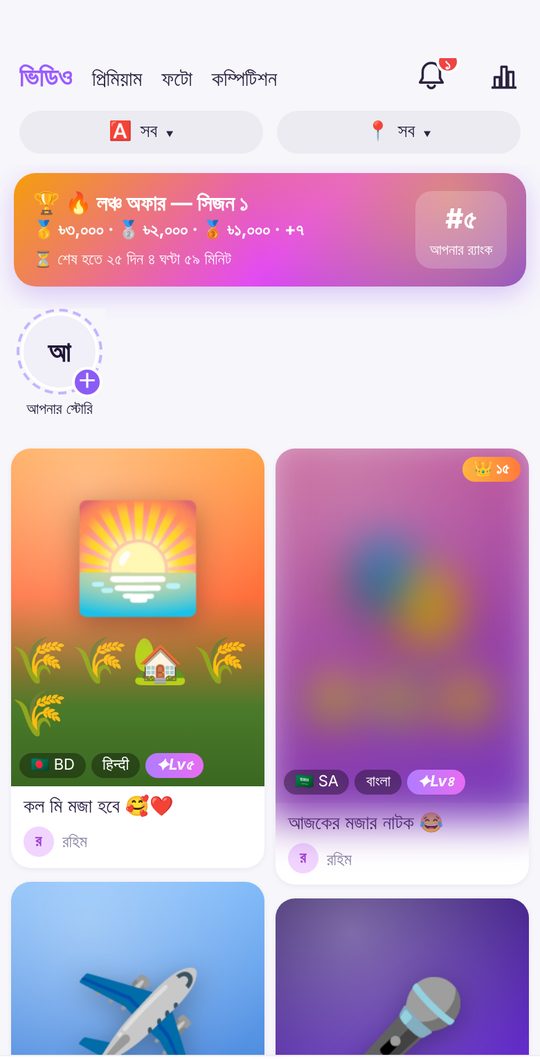 ভিডিও প্রিমিয়াম ফটো কম্পিটিশন ১
🅰️ সব ▾
📍 সব ▾
🏆 🔥 লঞ্চ অফার — সিজন ১
🥇 ৳৩,০০০ · 🥈 ৳২,০০০ · 🥉 ৳১,০০০ · +৭
⏳ শেষ হতে ২৫ দিন ৪ ঘণ্টা ৫৯ মিনিট
#৫
আপনার র‍্যাংক
আ
আপনার স্টোরি
🇧🇩 BD हिन्दी ✦Lv৫
কল মি মজা হবে 🥰❤️
র রহিম
👑 ১৫
🇸🇦 SA বাংলা ✦Lv৪
আজকের মজার নাটক 😂
র রহিম